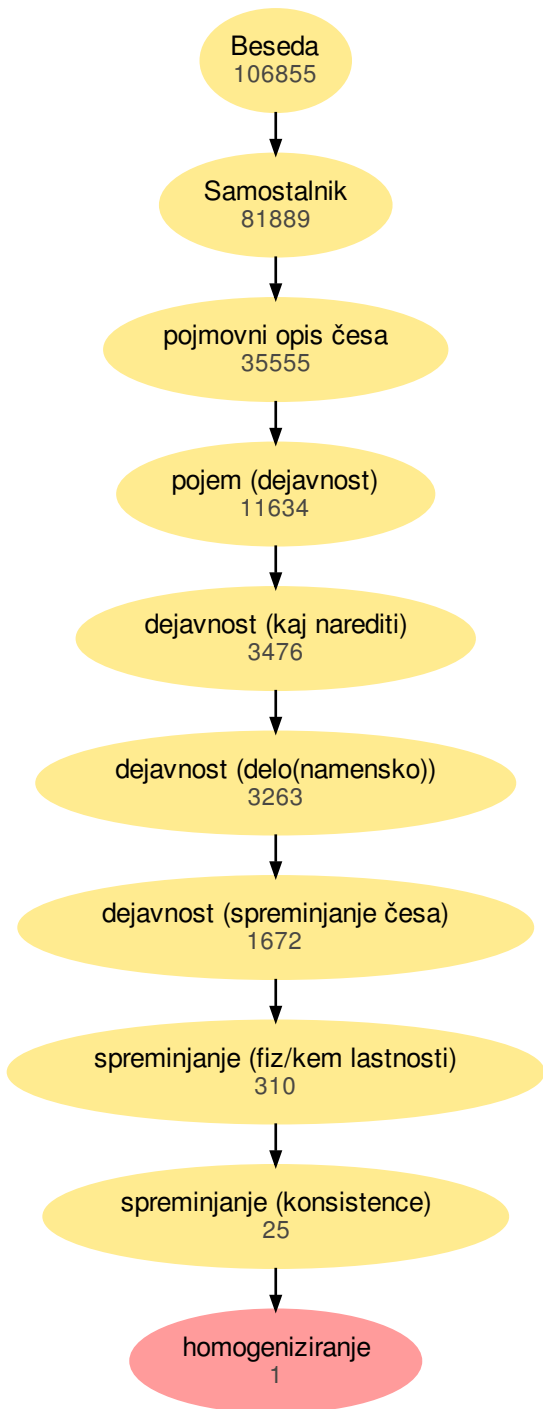 Beseda
106855
Samostalnik
81889
pojmovni opis česa
35555
pojem (dejavnost)
11634
dejavnost (kaj narediti)
3476
dejavnost (delo(namensko))
3263
dejavnost (spreminjanje česa)
1672
spreminjanje (fiz/kem lastnosti)
310
spreminjanje (konsistence)
25
homogeniziranje
1